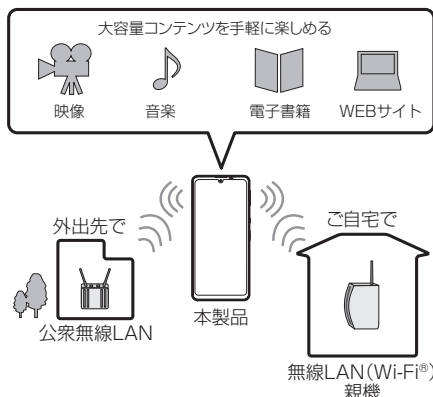 大容量コンテンツを手軽に楽しめる
映像
音楽
電子書籍
WEBサイト
外出先で
ご自宅で
公衆無線LAN
本製品
無線LAN(Wi-Fi®)
親機